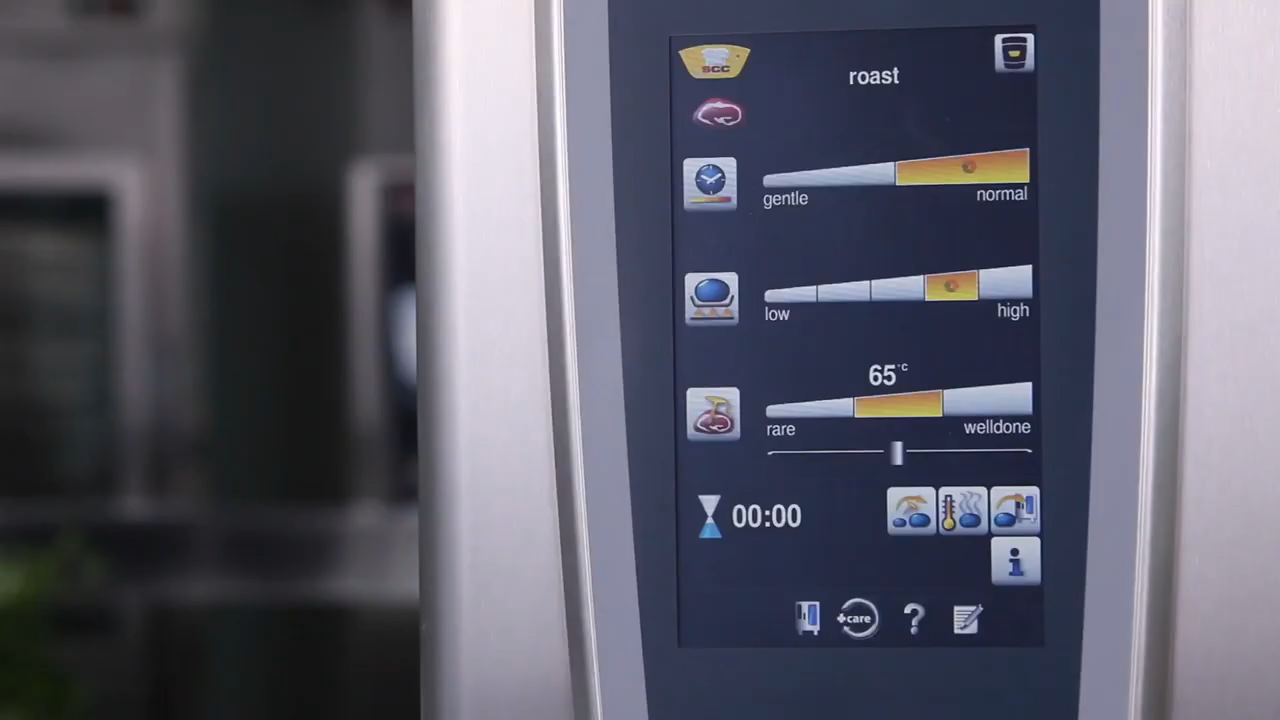 SCC
roast
gentle normal
low high
65°C
rare welldone
00:00
i
+care
?